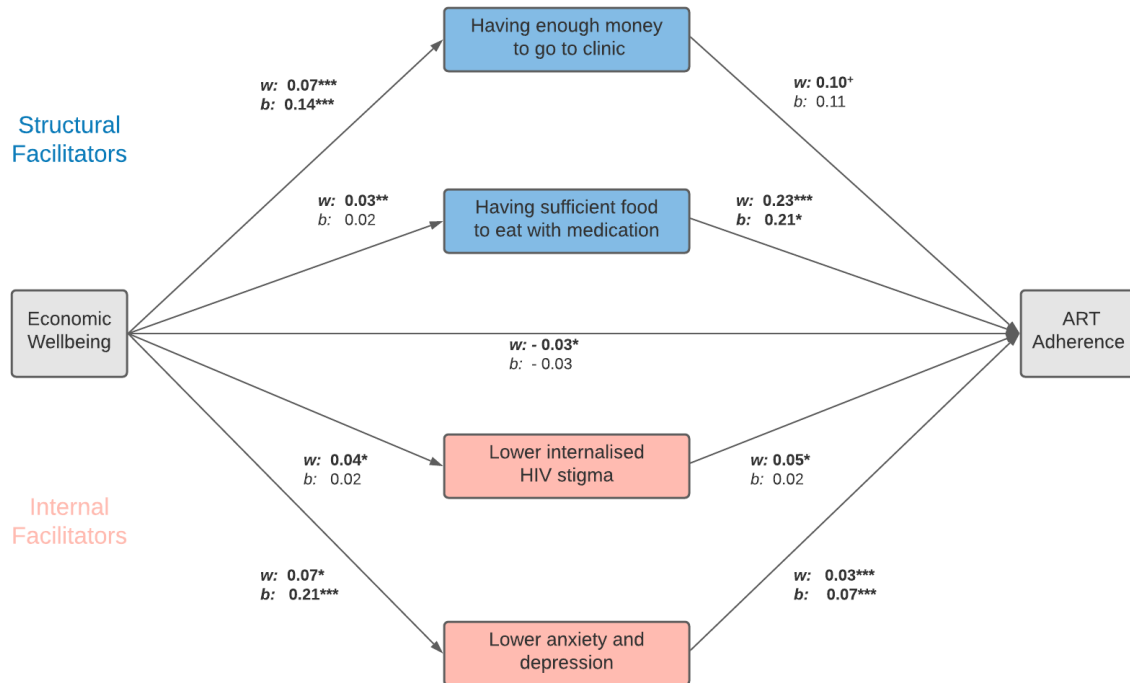 Having enough money
to go to clinic
w: 0.07***
b: 0.14***
w: 0.10+
b: 0.11
Structural
Facilitators
w: 0.03**
b: 0.02
Having sufficient food
to eat with medication
w: 0.23***
b: 0.21*
Economic
Wellbeing
w: - 0.03*
b: - 0.03
ART
Adherence
w: 0.04*
b: 0.02
Lower internalised
HIV stigma
w: 0.05*
b: 0.02
Internal
Facilitators
w: 0.07*
b: 0.21***
w: 0.03***
b: 0.07***
Lower anxiety and
depression